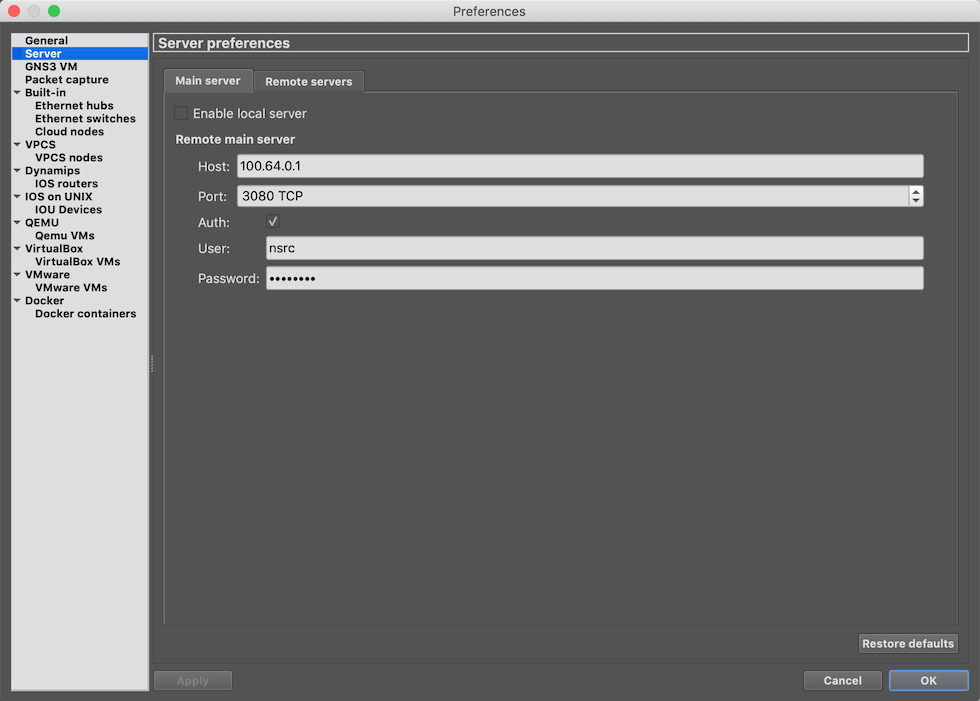 Preferences
General
Server
GNS3 VM
Packet capture
Built-in
Ethernet hubs
Ethernet switches
Cloud nodes
VPCS
VPCS nodes
Dynamips
IOS routers
IOS on UNIX
IOU Devices
QEMU
Qemu VMs
VirtualBox
VirtualBox VMs
VMware
VMware VMs
Docker
Docker containers
Server preferences
Main server Remote servers
Enable local server
Remote main server
Host: 100.64.0.1
Port: 3080 TCP
Auth:
User: nsrc
Password: ••••••••
Restore defaults
Apply Cancel OK